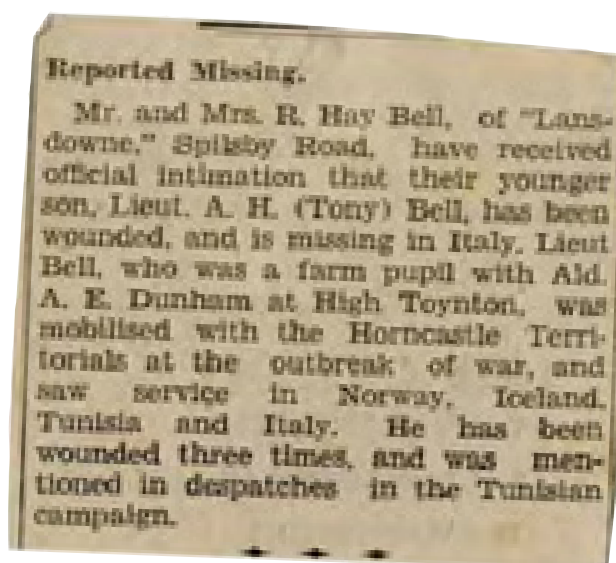 Reported Missing.
Mr. and Mrs. R. Hay Bell, of "Lans-
downe," Spilsby Road, have received
official intimation that their younger
son, Lieut. A. H. (Tony) Bell, has been
wounded, and is missing in Italy. Lieut
Bell, who was a farm pupil with Ald.
A. E. Dunham at High Toynton, was
mobilised with the Horncastle Terri-
torials at the outbreak of war, and
saw service in Norway, Iceland,
Tunisia and Italy. He has been
wounded three times, and was men-
tioned in despatches in the Tunisian
campaign.